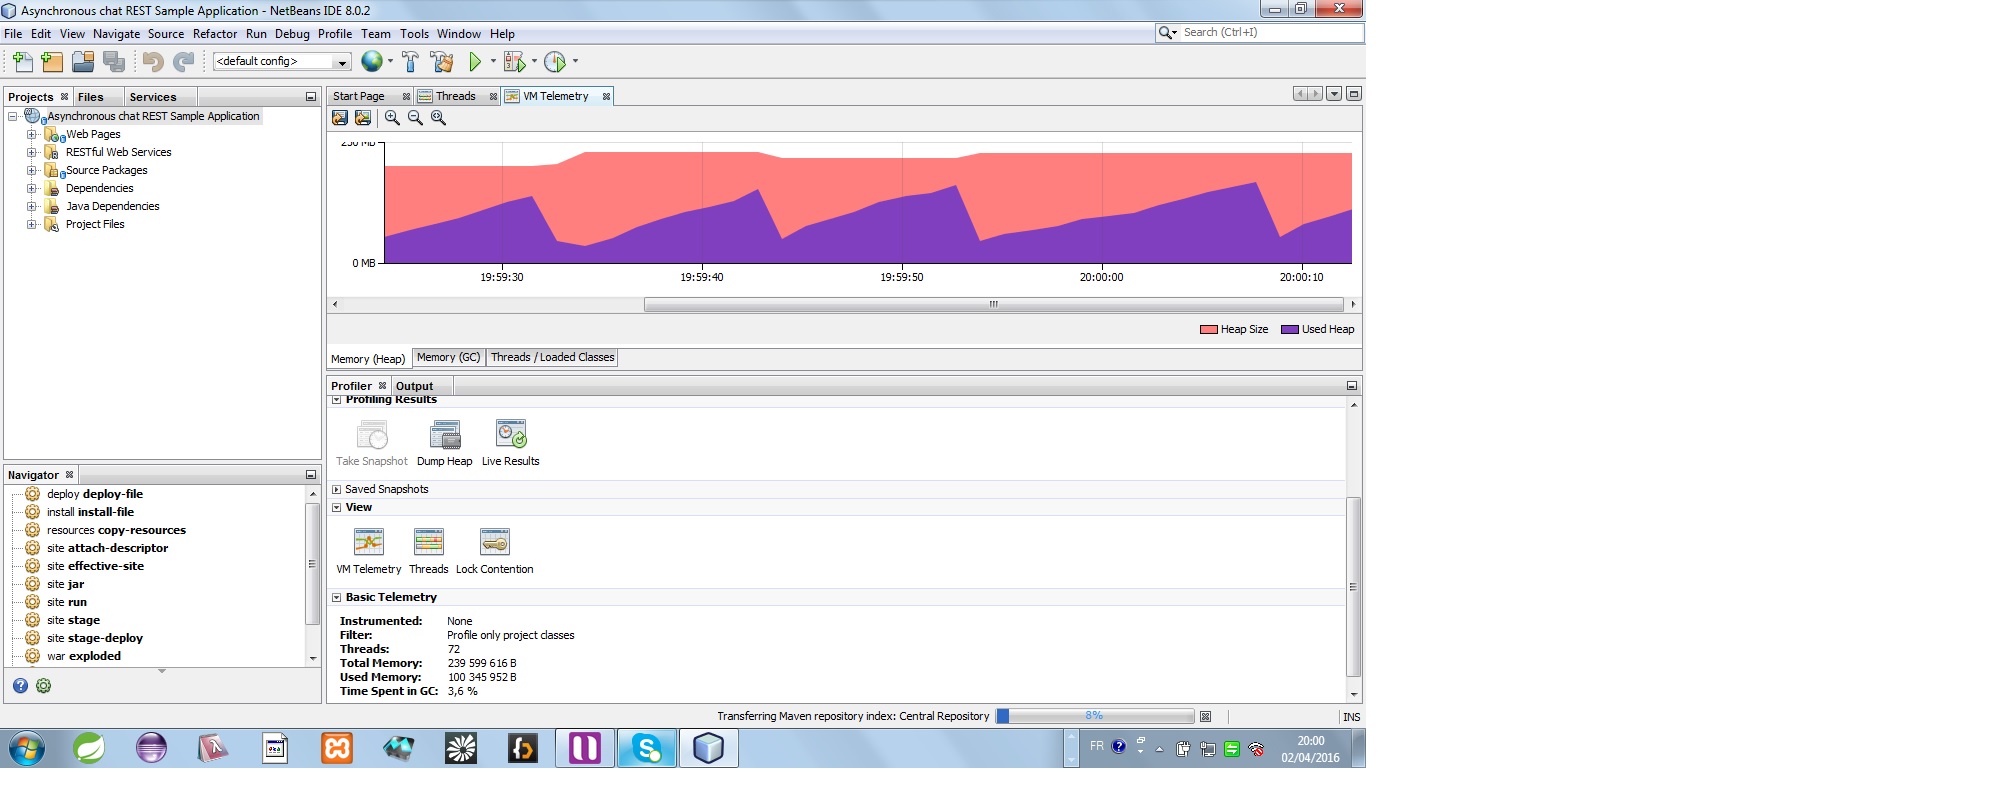 Asynchronous chat REST Sample Application - NetBeans IDE 8.0.2
File Edit View Navigate Source Refactor Run Debug Profile Team Tools Window Help
Search (Ctrl+I)
<default config>
Projects Files Services
Asynchronous chat REST Sample Application
Web Pages
RESTful Web Services
Source Packages
Dependencies
Java Dependencies
Project Files
Navigator
deploy deploy-file
install install-file
resources copy-resources
site attach-descriptor
site effective-site
site jar
site run
site stage
site stage-deploy
war exploded
Start Page Threads VM Telemetry
250 MB
0 MB
19:59:30 19:59:40 19:59:50 20:00:00 20:00:10
Heap Size Used Heap
Memory (Heap) Memory (GC) Threads / Loaded Classes
Profiler Output
Profiling Results
Take Snapshot Dump Heap Live Results
Saved Snapshots
View
VM Telemetry Threads Lock Contention
Basic Telemetry
Instrumented: None
Filter: Profile only project classes
Threads: 72
Total Memory: 239 599 616 B
Used Memory: 100 345 952 B
Time Spent in GC: 3,6 %
Transferring Maven repository index: Central Repository 8% INS
FR
20:00
02/04/2016